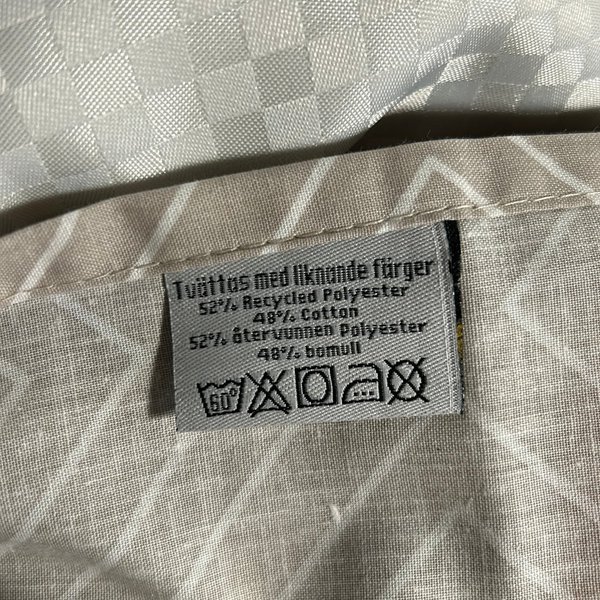 Tvättas med liknande färger
52% Recycled Polyester
48% Cotton
52% återvunnen Polyester
48% bomull
60°